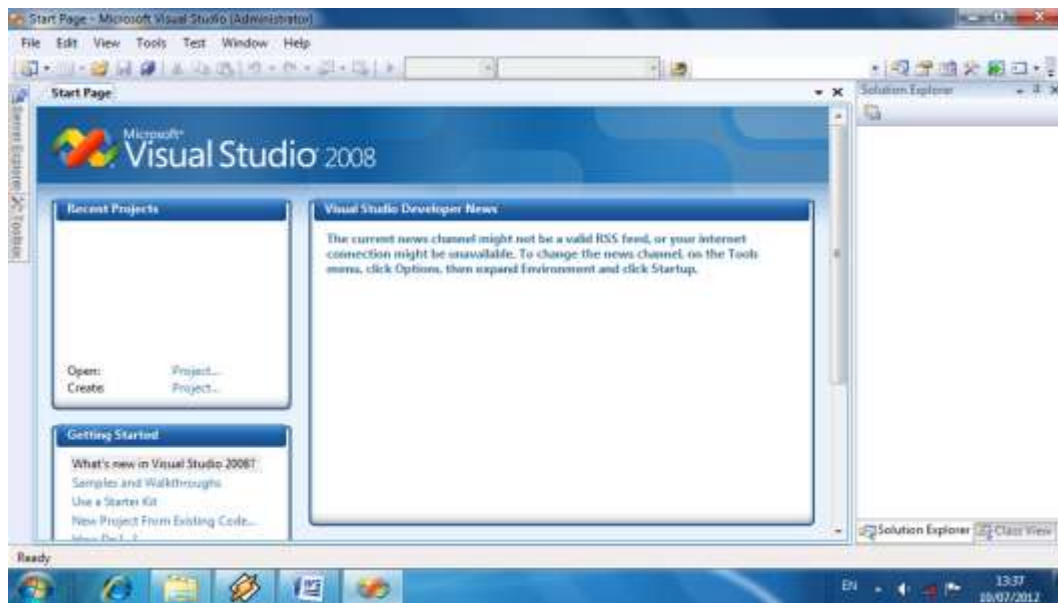 Start Page - Microsoft Visual Studio (Administrator)
File Edit View Tools Test Window Help
Start Page
Solution Explorer
Server Explorer
Toolbox
Microsoft®
Visual Studio 2008
Recent Projects
Open: Project...
Create: Project...
Getting Started
What's new in Visual Studio 2008?
Samples and Walkthroughs
Use a Starter Kit
New Project From Existing Code...
Visual Studio Developer News
The current news channel might not be a valid RSS feed, or your internet
connection might be unavailable. To change the news channel, on the Tools
menu, click Options, then expand Environment and click Startup.
Solution Explorer Class View
Ready
EN
13:37
10/07/2012